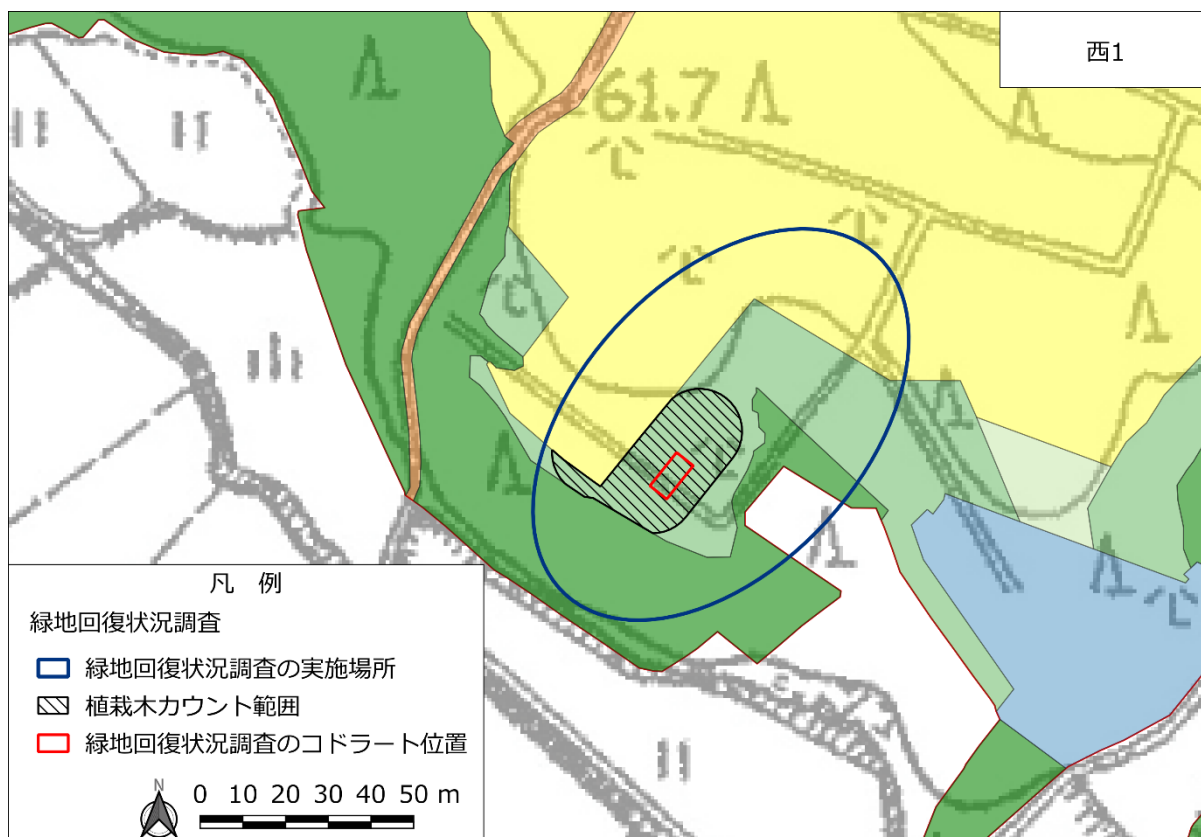 西1
61.7
凡 例
緑地回復状況調査
緑地回復状況調査の実施場所
植栽木カウント範囲
緑地回復状況調査のコドラート位置
N
0 10 20 30 40 50 m